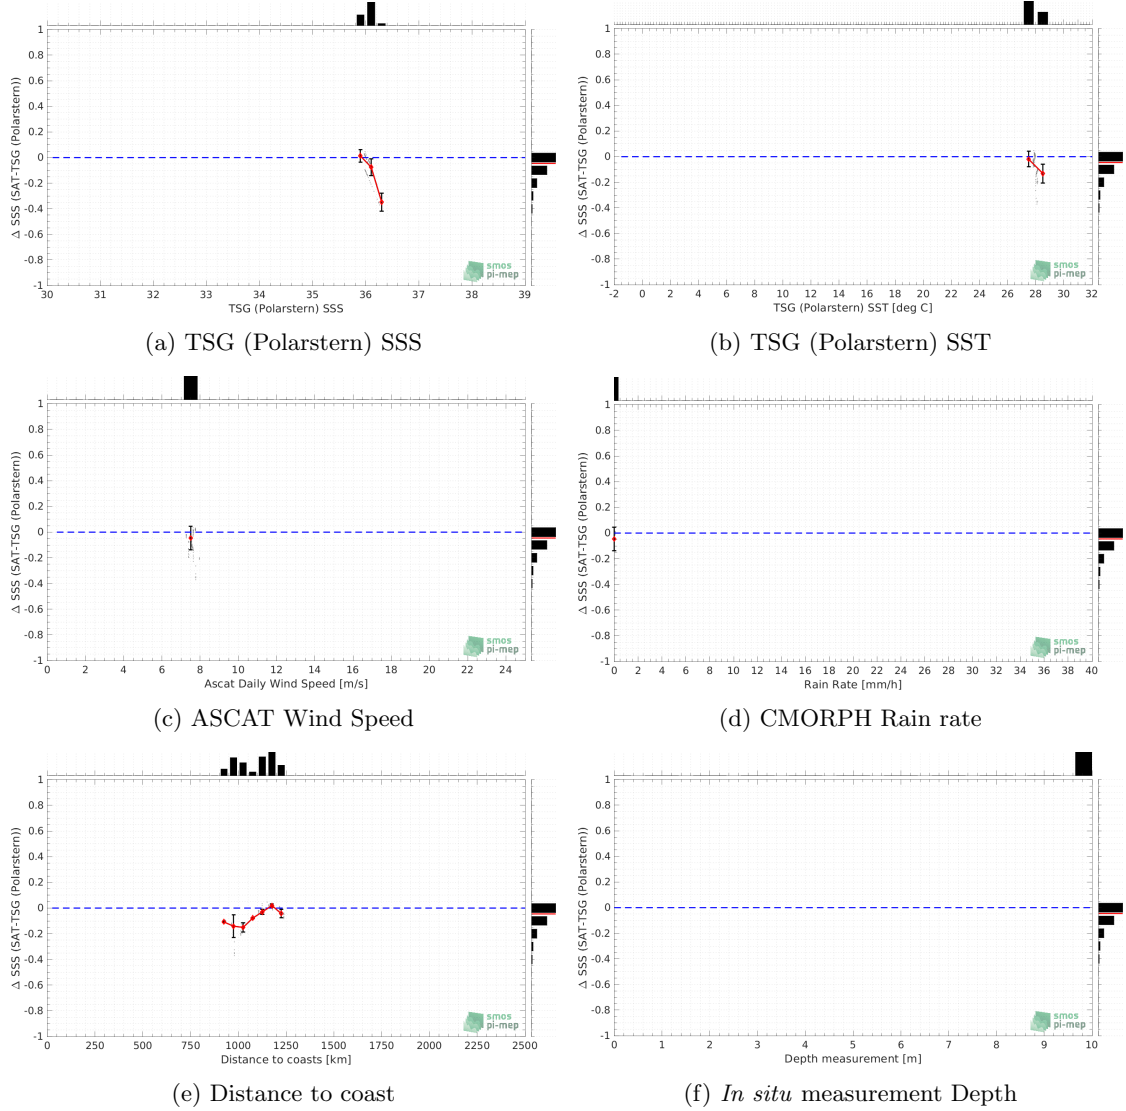 Δ SSS (SAT-TSG (Polarstern))
1
0.8
0.6
0.4
0.2
0
-0.2
-0.4
-0.6
-0.8
-1
30 31 32 33 34 35 36 37 38 39
TSG (Polarstern) SSS
smos
pi-mep
(a) TSG (Polarstern) SSS
Δ SSS (SAT-TSG (Polarstern))
1
0.8
0.6
0.4
0.2
0
-0.2
-0.4
-0.6
-0.8
-1
-2 0 2 4 6 8 10 12 14 16 18 20 22 24 26 28 30 32
TSG (Polarstern) SST [deg C]
smos
pi-mep
(b) TSG (Polarstern) SST
Δ SSS (SAT-TSG (Polarstern))
1
0.8
0.6
0.4
0.2
0
-0.2
-0.4
-0.6
-0.8
-1
0 2 4 6 8 10 12 14 16 18 20 22 24
Ascat Daily Wind Speed [m/s]
smos
pi-mep
(c) ASCAT Wind Speed
Δ SSS (SAT-TSG (Polarstern))
1
0.8
0.6
0.4
0.2
0
-0.2
-0.4
-0.6
-0.8
-1
0 2 4 6 8 10 12 14 16 18 20 22 24 26 28 30 32 34 36 38 40
Rain Rate [mm/h]
smos
pi-mep
(d) CMORPH Rain rate
Δ SSS (SAT-TSG (Polarstern))
1
0.8
0.6
0.4
0.2
0
-0.2
-0.4
-0.6
-0.8
-1
0 250 500 750 1000 1250 1500 1750 2000 2250 2500
Distance to coasts [km]
smos
pi-mep
(e) Distance to coast
Δ SSS (SAT-TSG (Polarstern))
1
0.8
0.6
0.4
0.2
0
-0.2
-0.4
-0.6
-0.8
-1
0 1 2 3 4 5 6 7 8 9 10
Depth measurement [m]
smos
pi-mep
(f) In situ measurement Depth